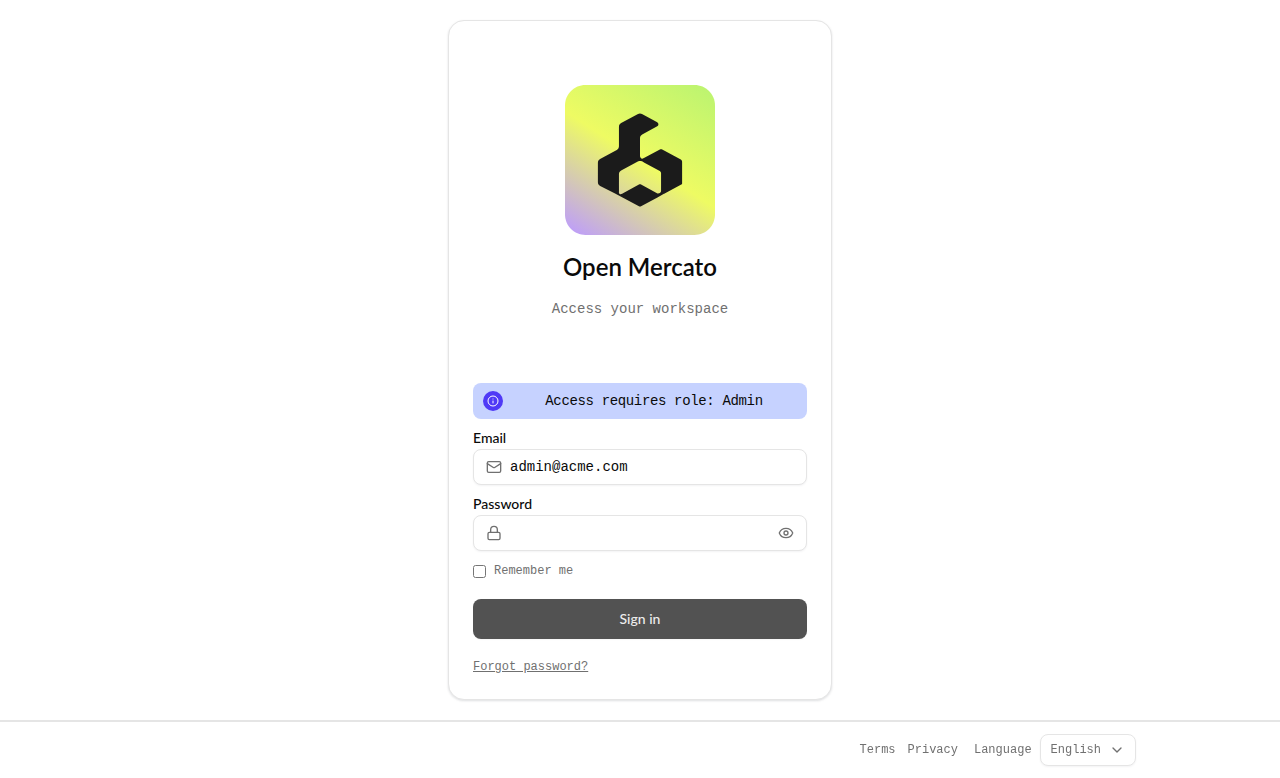 Open Mercato
Access your workspace
Access requires role: Admin
Email
admin@acme.com
Password
Remember me
Sign in
Forgot password?
Terms Privacy Language English